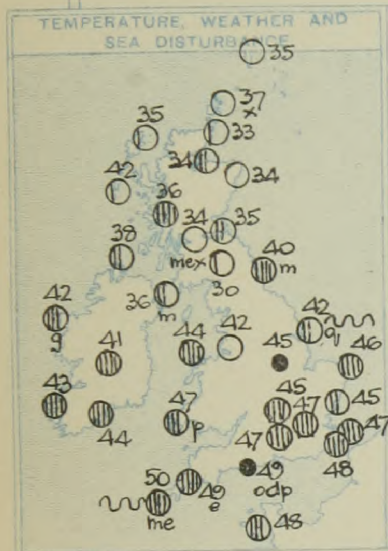 TEMPERATURE, WEATHER AND
SEA DISTURBANCE
35
37
x
35 33
34
42 34
36
34 35
38 mex 40
m
36 30
m
42 42
g q
41 44 42 45 46
43 45 45
47 47 47
44 p 47
48
50 49 49
e odp
me
48